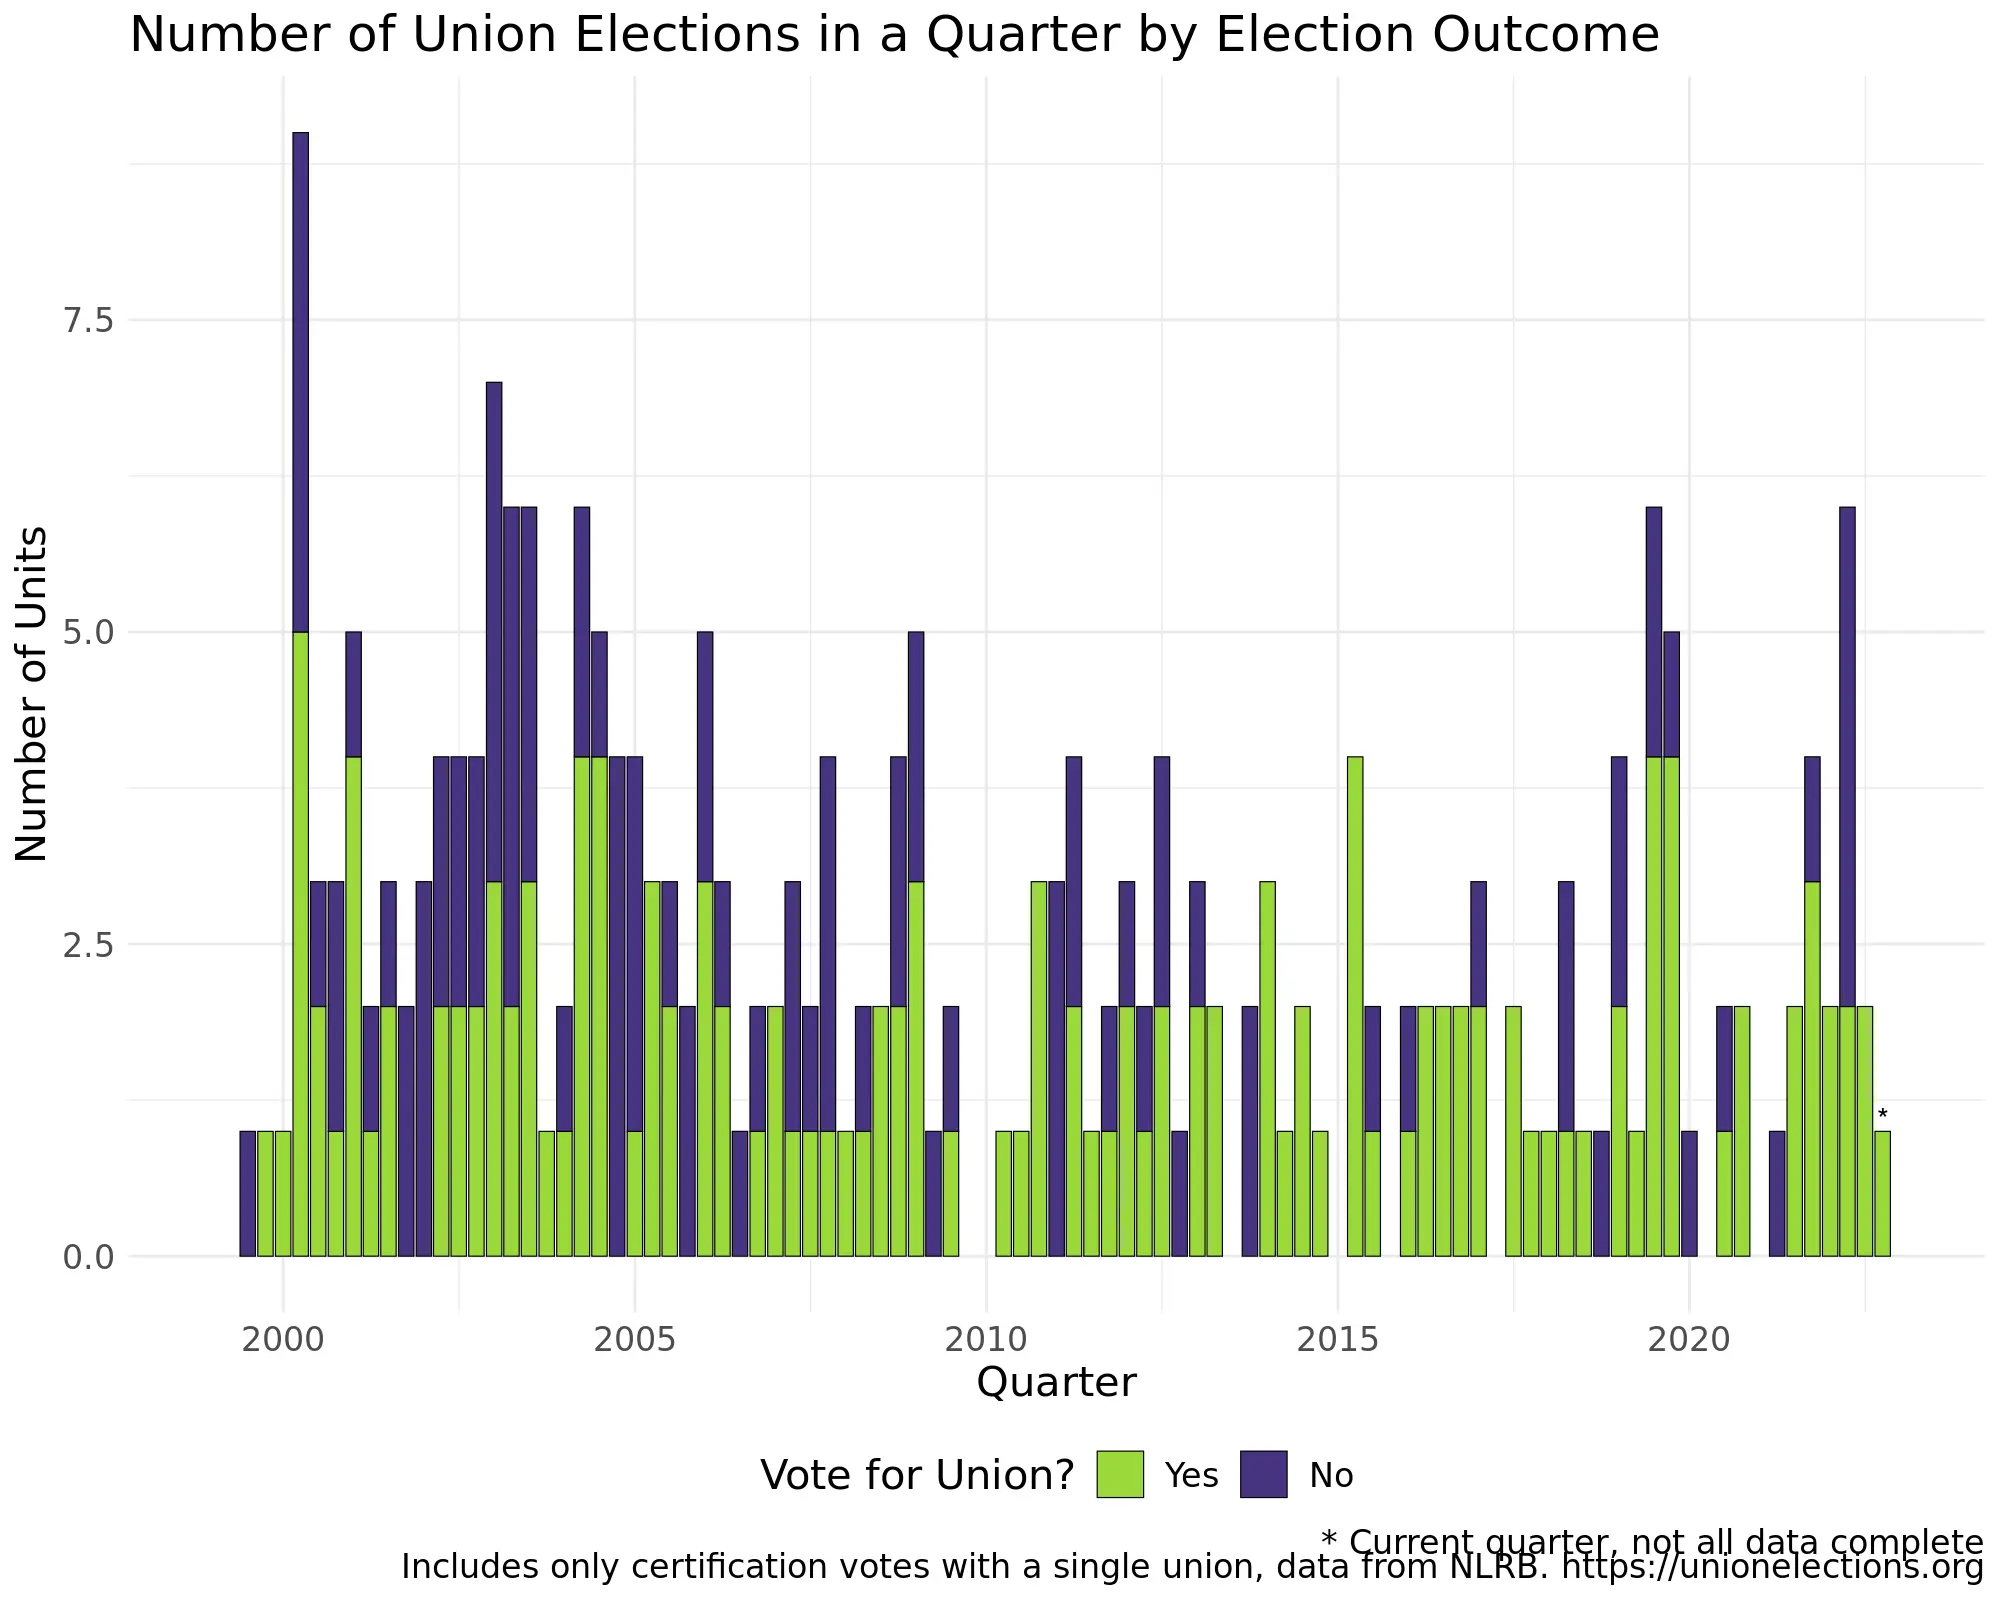 Number of Union Elections in a Quarter by Election Outcome
Number of Units
7.5
5.0
2.5
0.0
*
2000 2005 2010 2015 2020
Quarter
Vote for Union? Yes No
* Current quarter, not all data complete
Includes only certification votes with a single union, data from NLRB. https://unionelections.org